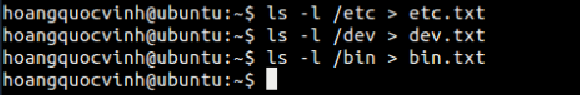 hoangquocvinh@ubuntu:~$ ls -l /etc > etc.txt
hoangquocvinh@ubuntu:~$ ls -l /dev > dev.txt
hoangquocvinh@ubuntu:~$ ls -l /bin > bin.txt
hoangquocvinh@ubuntu:~$